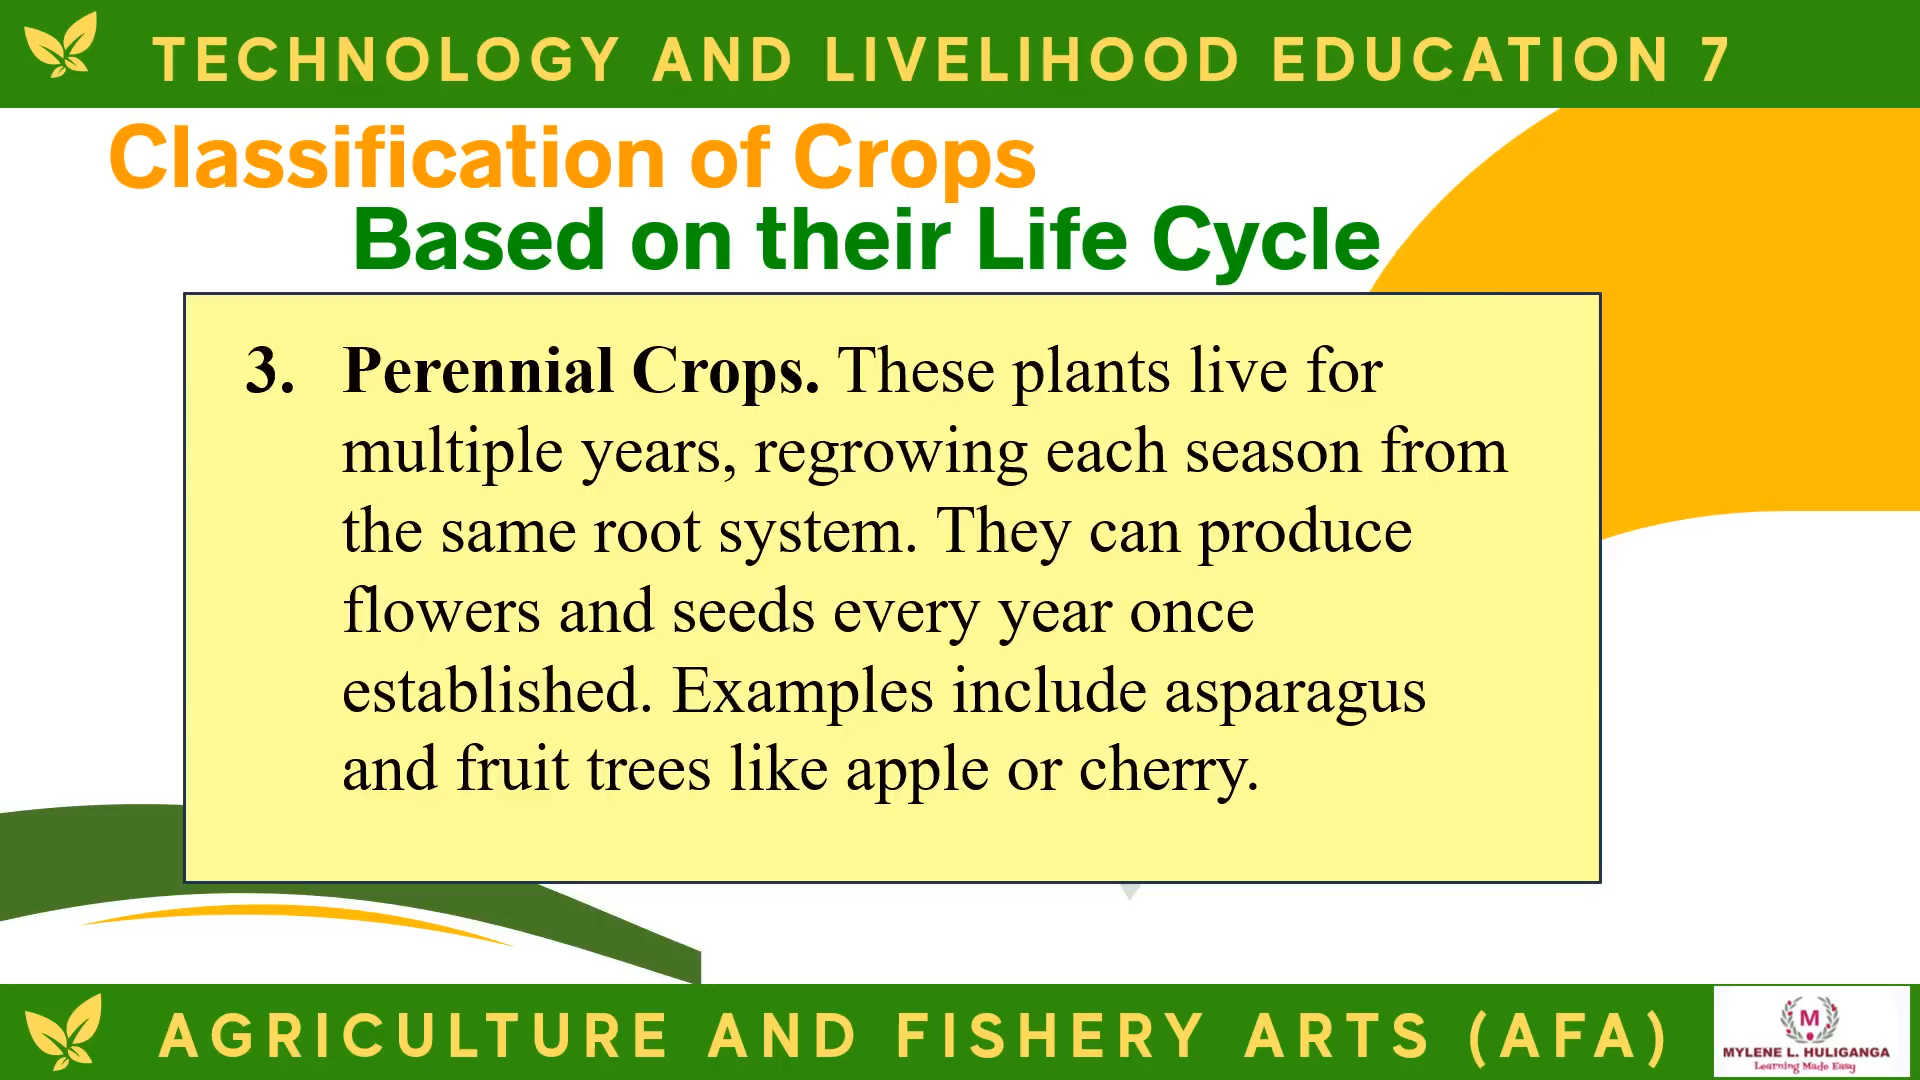 TECHNOLOGY AND LIVELIHOOD EDUCATION 7
Classification of Crops
Based on their Life Cycle
3. Perennial Crops. These plants live for
multiple years, regrowing each season from
the same root system. They can produce
flowers and seeds every year once
established. Examples include asparagus
and fruit trees like apple or cherry.
AGRICULTURE AND FISHERY ARTS (AFA)
M
MYLENE L. HULIGANGA
Learning Made Easy